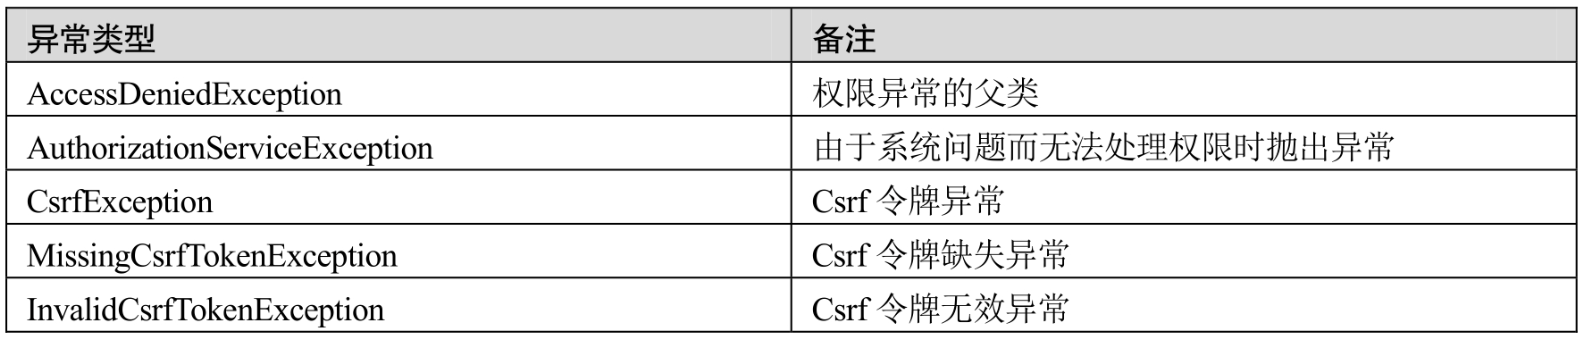 异常类型 备注
AccessDeniedException 权限异常的父类
AuthorizationServiceException 由于系统问题而无法处理权限时抛出异常
CsrfException Csrf 令牌异常
MissingCsrfTokenException Csrf 令牌缺失异常
InvalidCsrfTokenException Csrf 令牌无效异常